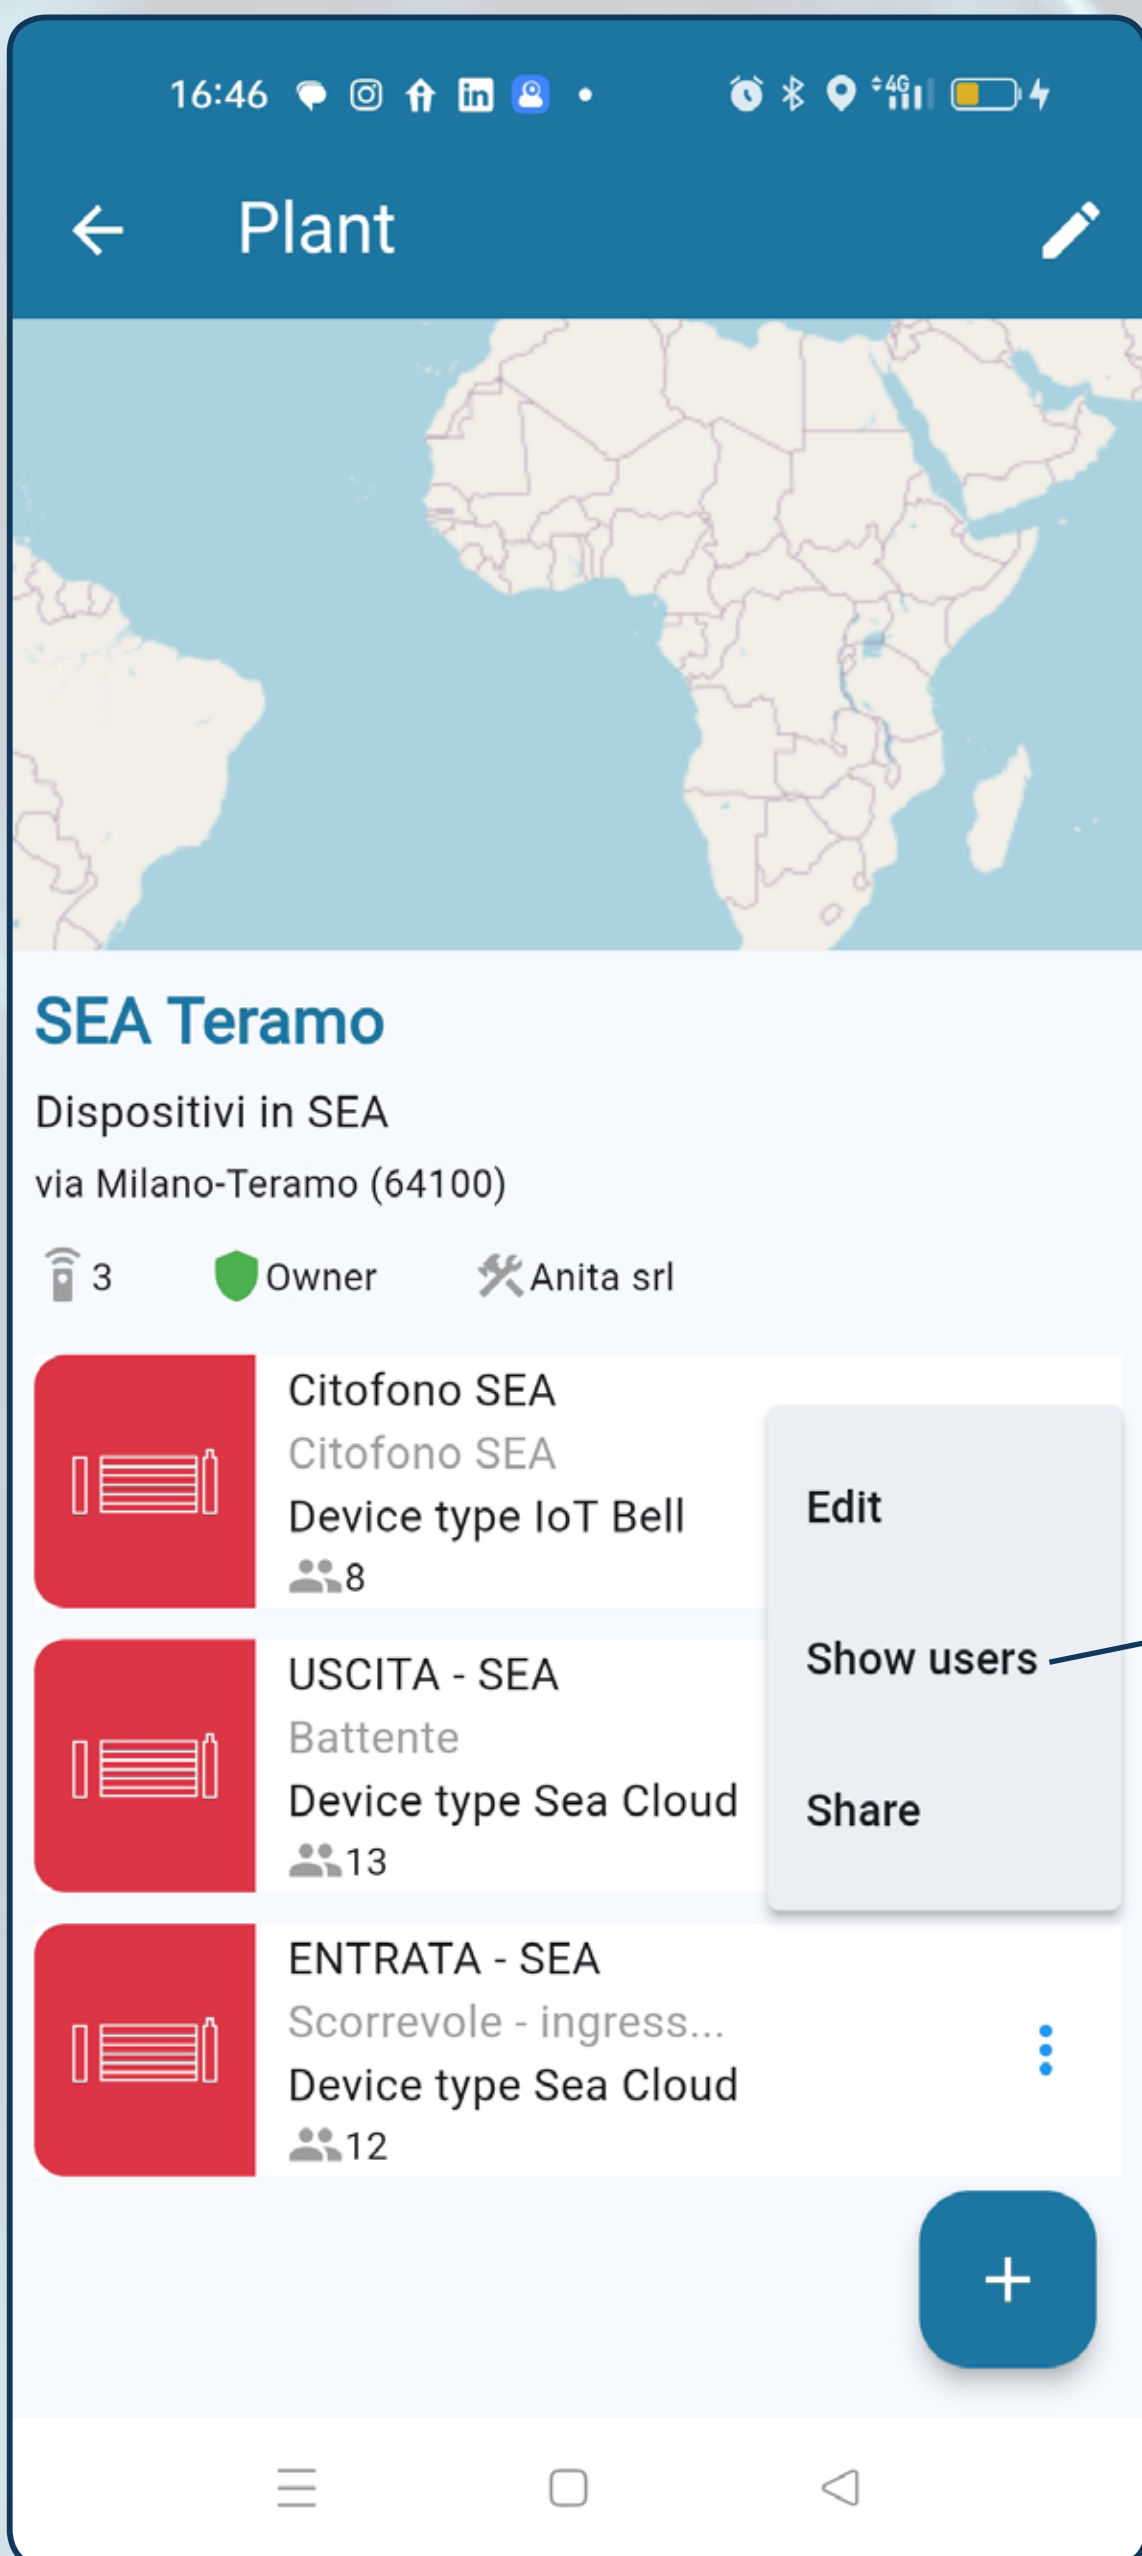 16:46
4G
Plant
SEA Teramo
Dispositivi in SEA
via Milano-Teramo (64100)
3 Owner Anita srl
Citofono SEA
Citofono SEA
Device type IoT Bell
8
USCITA - SEA
Battente
Device type Sea Cloud
13
Edit
Show users
Share
ENTRATA - SEA
Scorrevole - ingress...
Device type Sea Cloud
12